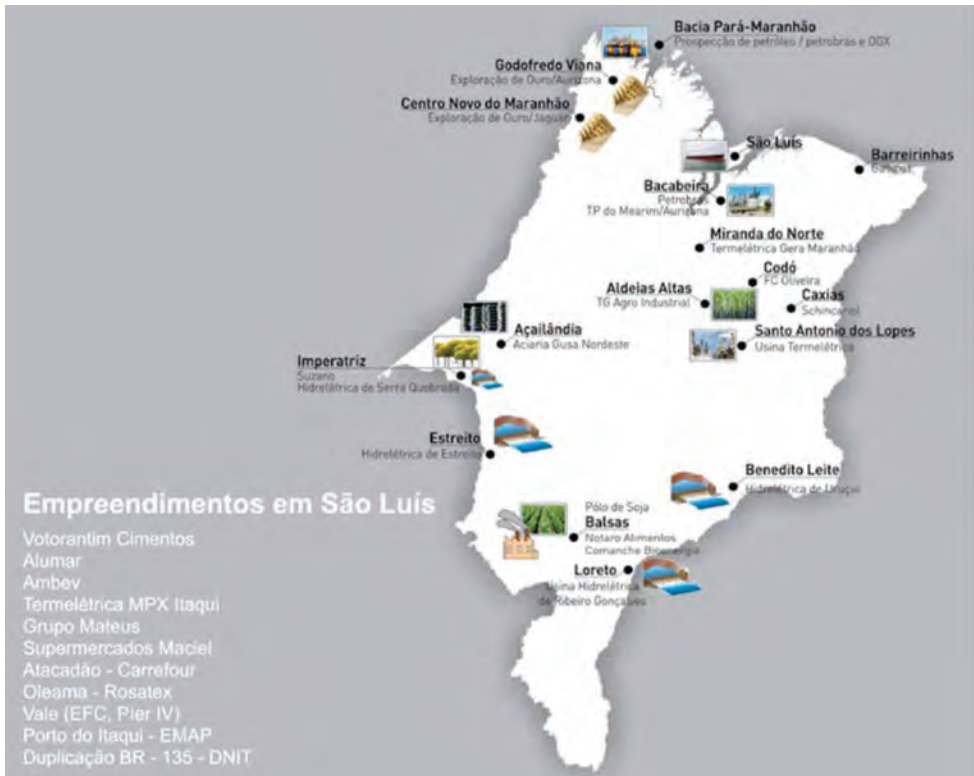 Bacia Pará-Maranhão
Prospecção de petróleo / petrobras e OGX
Godofredo Viana
Exploração de Ouro/Aurizona
Centro Novo do Maranhão
Exploração de Ouro/Jaguar
São Luís
Barreirinhas
Bacabeira
Petrobras
TP do Mearim/Aurizona
Miranda do Norte
Termelétrica Gera Maranhão
Codó
FC Oliveira
Aldeias Altas
TG Agro Industrial
Caxias
Schincariol
Santo Antonio dos Lopes
Usina Termelétrica
Açailândia
Aciaria Gusa Nordeste
Imperatriz
Suzano
Hidrelétrica de Serra Quebrada
Estreito
Hidrelétrica de Estreito
Benedito Leite
Hidrelétrica de Uruçuí
Pólo de Soja
Balsas
Notaro Alimentos
Comanche Bioenergia
Loreto
Usina Hidrelétrica
de Ribeiro Gonçalves
Empreendimentos em São Luís
Votorantim Cimentos
Alumar
Ambev
Termelétrica MPX Itaqui
Grupo Mateus
Supermercados Maciel
Atacadão - Carrefour
Oleama - Rosatex
Vale (EFC, Pier IV)
Porto do Itaqui - EMAP
Duplicação BR - 135 - DNIT